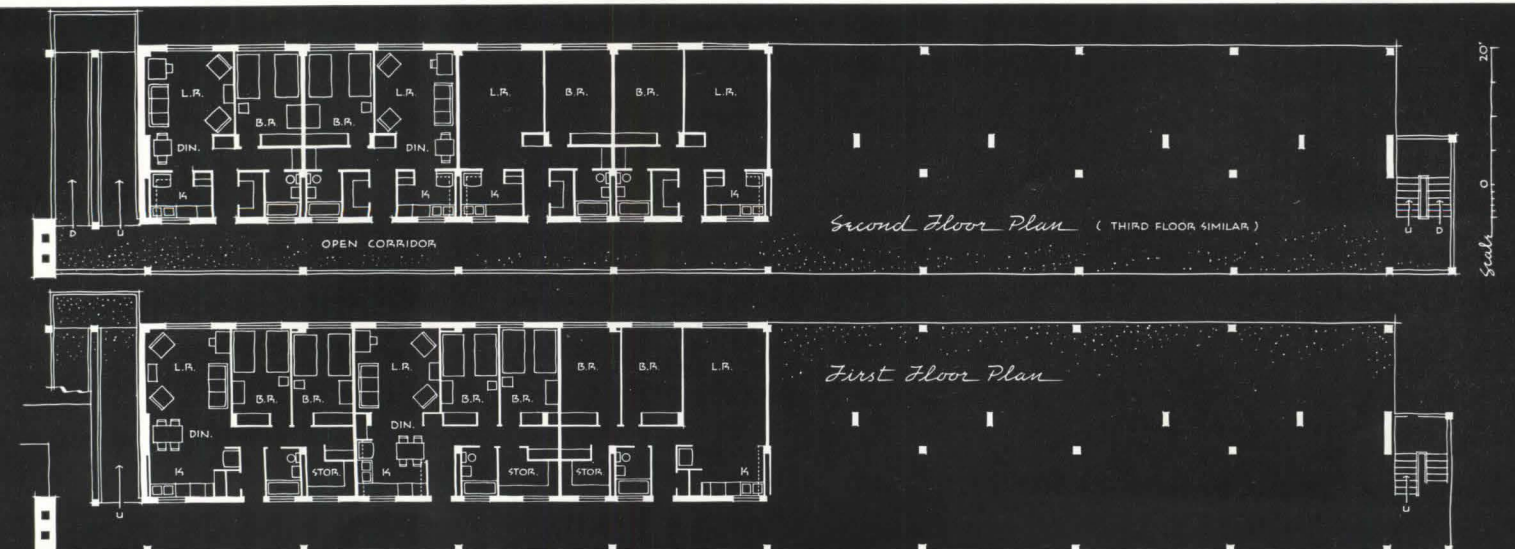 L.R. B.R. B.R. L.R. L.R. B.R. B.R. L.R.
DIN. DIN.
K K K K
D U
OPEN CORRIDOR
Second Floor Plan ( THIRD FLOOR SIMILAR )
U D
20'
0
Scale
L.R. B.R. B.R. L.R. B.R. B.R. B.R. B.R. L.R.
DIN. DIN.
K STOR. K STOR. STOR. K
U
First Floor Plan
U